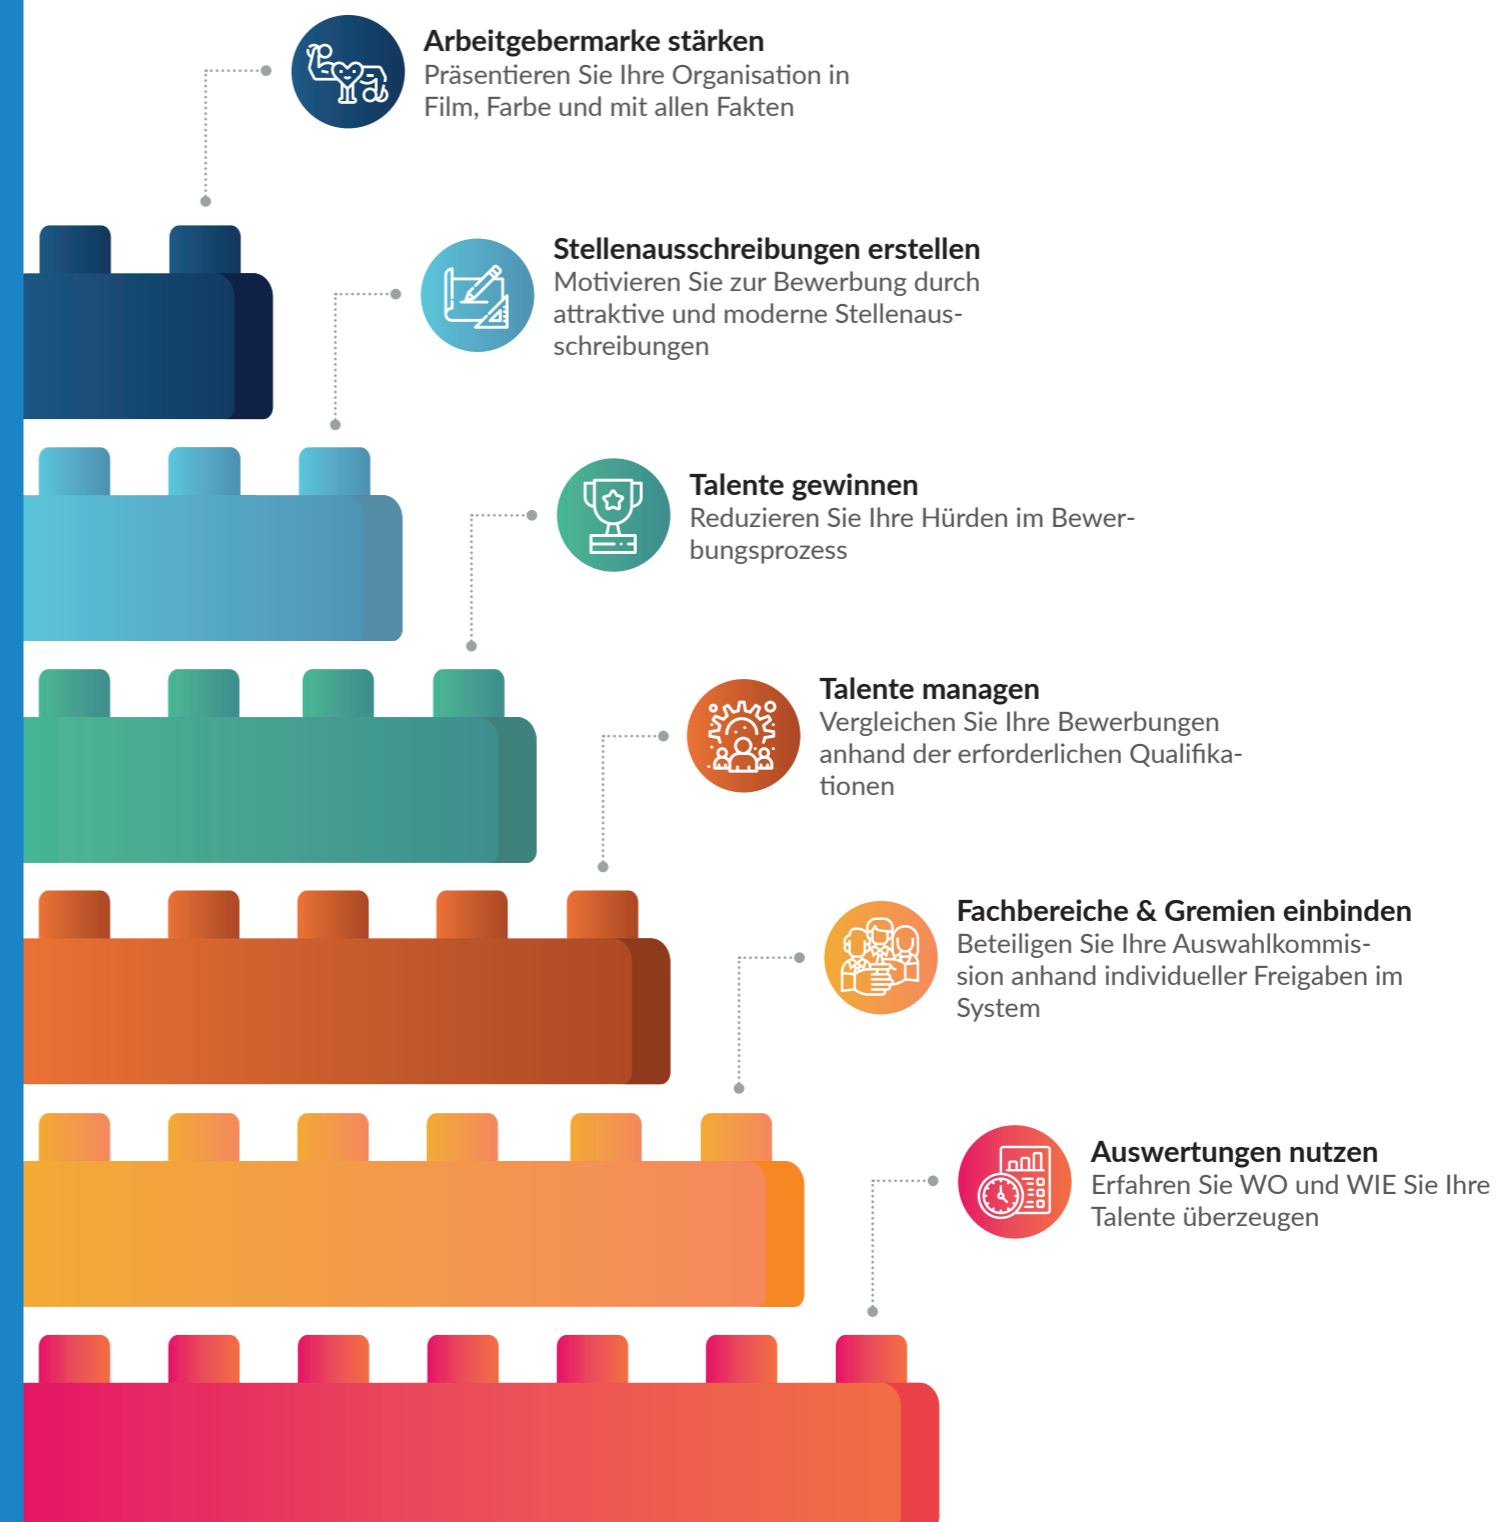 Arbeitgebermarke stärken
Präsentieren Sie Ihre Organisation in
Film, Farbe und mit allen Fakten
Stellenausschreibungen erstellen
Motivieren Sie zur Bewerbung durch
attraktive und moderne Stellenaus-
schreibungen
Talente gewinnen
Reduzieren Sie Ihre Hürden im Bewer-
bungsprozess
Talente managen
Vergleichen Sie Ihre Bewerbungen
anhand der erforderlichen Qualifika-
tionen
Fachbereiche & Gremien einbinden
Beteiligen Sie Ihre Auswahlkommis-
sion anhand individueller Freigaben im
System
Auswertungen nutzen
Erfahren Sie WO und WIE Sie Ihre
Talente überzeugen